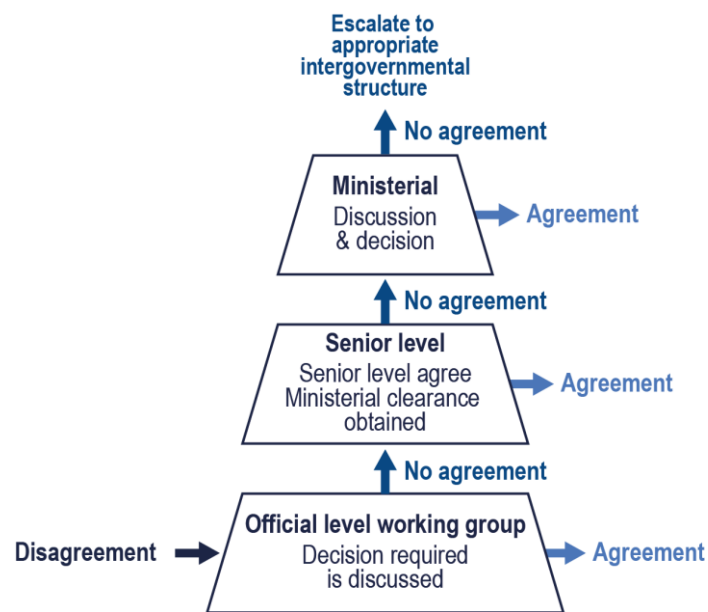 Escalate to
appropriate
intergovernmental
structure
No agreement
Ministerial
Discussion
& decision
Agreement
No agreement
Senior level
Senior level agree
Ministerial clearance
obtained
Agreement
No agreement
Official level working group
Decision required
is discussed
Disagreement
Agreement